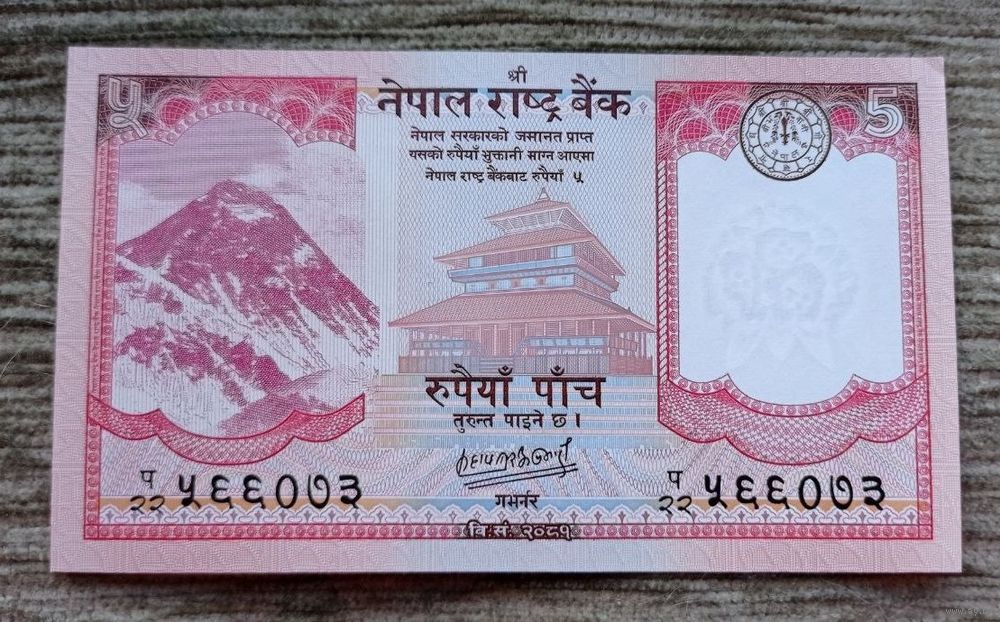 श्री
नेपाल राष्ट्र बैंक
५
5
नेपाल सरकारको जमानत प्राप्त
यसको रुपैयाँ भुक्तानी माग्न आएमा
नेपाल राष्ट्र बैंकबाट रुपैयाँ ५
रुपैयाँ पाँच
तुरुन्त पाइने छ ।
गभर्नर
प
२२ ५६६०७३
प
२२ ५६६०७३
वि.सं. २०८१